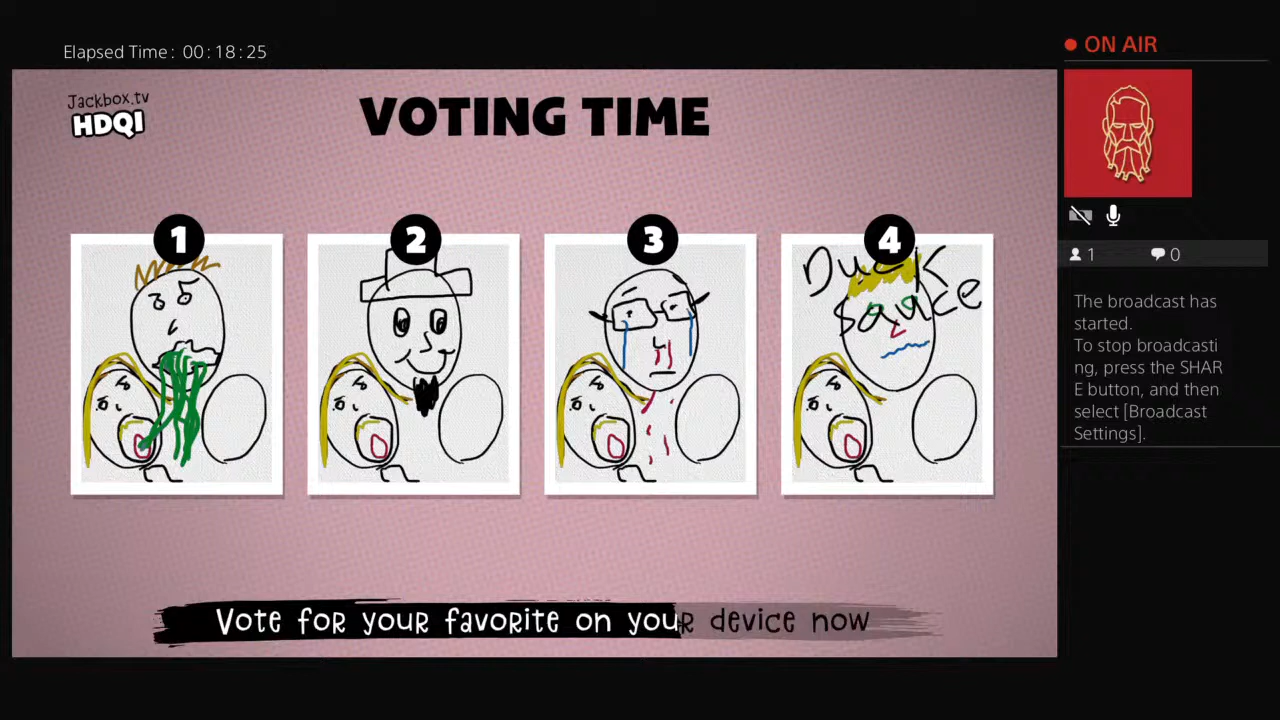 Elapsed Time: 00:18:25
ON AIR
Jackbox.tv
HDQI
VOTING TIME
1
2
3
4
Duck
sauce
1
0
The broadcast has
started.
To stop broadcasti
ng, press the SHAR
E button, and then
select [Broadcast
Settings].
Vote for your favorite on your device now